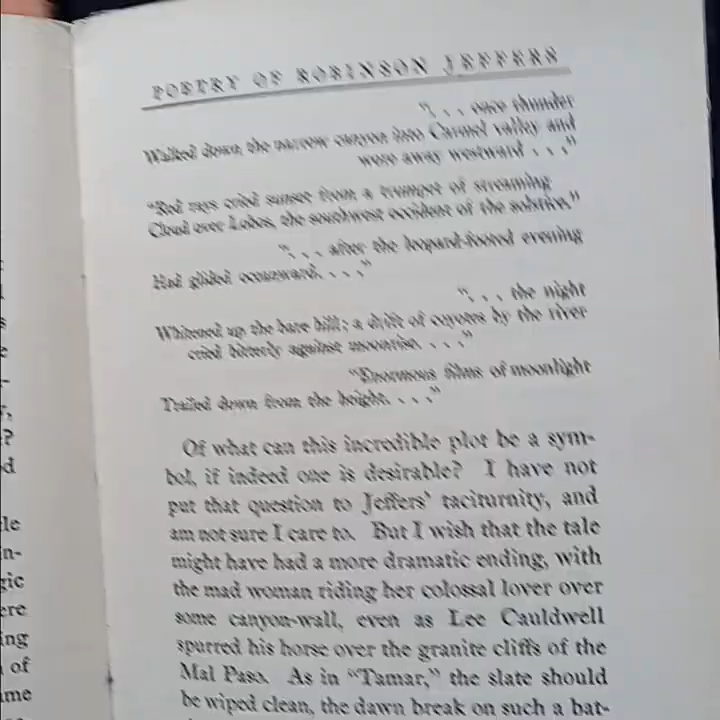 POETRY OF ROBINSON JEFFERS
". . . once thunder
Walked down the narrow canyon into Carmel valley and
wore away westward . . ."
"Red rays cried sunset from a trumpet of streaming
Cloud over Lobos, the southwest occident of the solstice."
". . . after the leopard-footed evening
Had glided oceanward. . . ."
". . . the night
Whitened up the bare hill; a drift of coyotes by the river
cried bitterly against moonrise. . . ."
"Enormous films of moonlight
Trailed down from the height. . . ."
Of what can this incredible plot be a sym-
bol, if indeed one is desirable? I have not
put that question to Jeffers' taciturnity, and
am not sure I care to. But I wish that the tale
might have had a more dramatic ending, with
the mad woman riding her colossal lover over
some canyon-wall, even as Lee Cauldwell
spurred his horse over the granite cliffs of the
Mal Paso. As in "Tamar," the slate should
be wiped clean, the dawn break on such a bat-